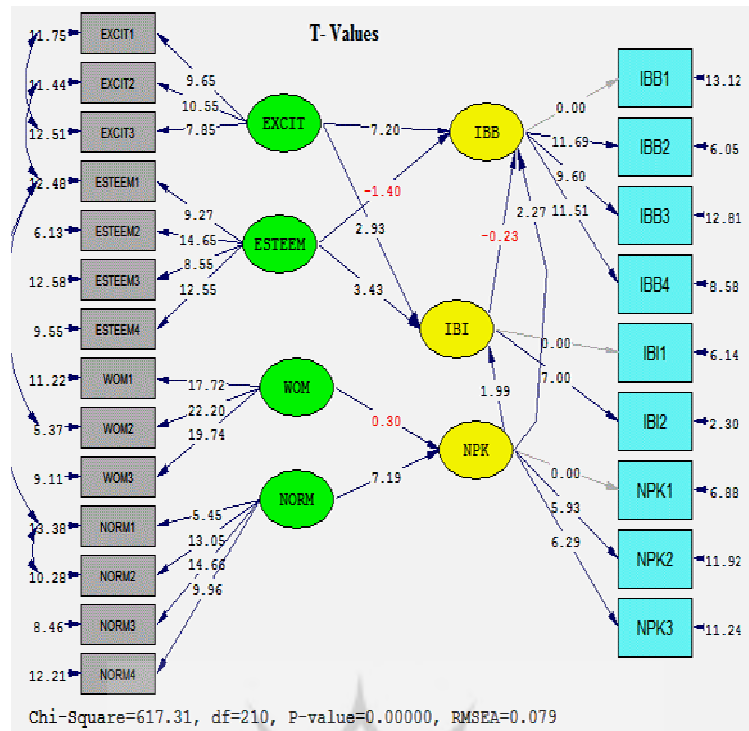 T- Values
11.75 EXCIT1
11.44 EXCIT2
12.51 EXCIT3
12.48 ESTEEM1
6.13 ESTEEM2
12.58 ESTEEM3
9.55 ESTEEM4
11.22 WOM1
5.37 WOM2
9.11 WOM3
13.38 NORM1
10.28 NORM2
8.46 NORM3
12.21 NORM4
9.65
10.55
7.85
9.27
14.65
8.55
12.55
17.72
22.20
19.74
5.45
13.05
14.66
9.96
EXCIT
ESTEEM
WOM
NORM
7.20
-1.40
2.93
3.43
0.30
7.19
IBB
IBI
NPK
2.27
-0.23
1.99
0.00
11.69
9.60
11.51
0.00
7.00
0.00
5.93
6.29
IBB1 13.12
IBB2 6.05
IBB3 12.81
IBB4 8.58
IBI1 6.14
IBI2 2.30
NPK1 6.88
NPK2 11.92
NPK3 11.24
Chi-Square=617.31, df=210, P-value=0.00000, RMSEA=0.079